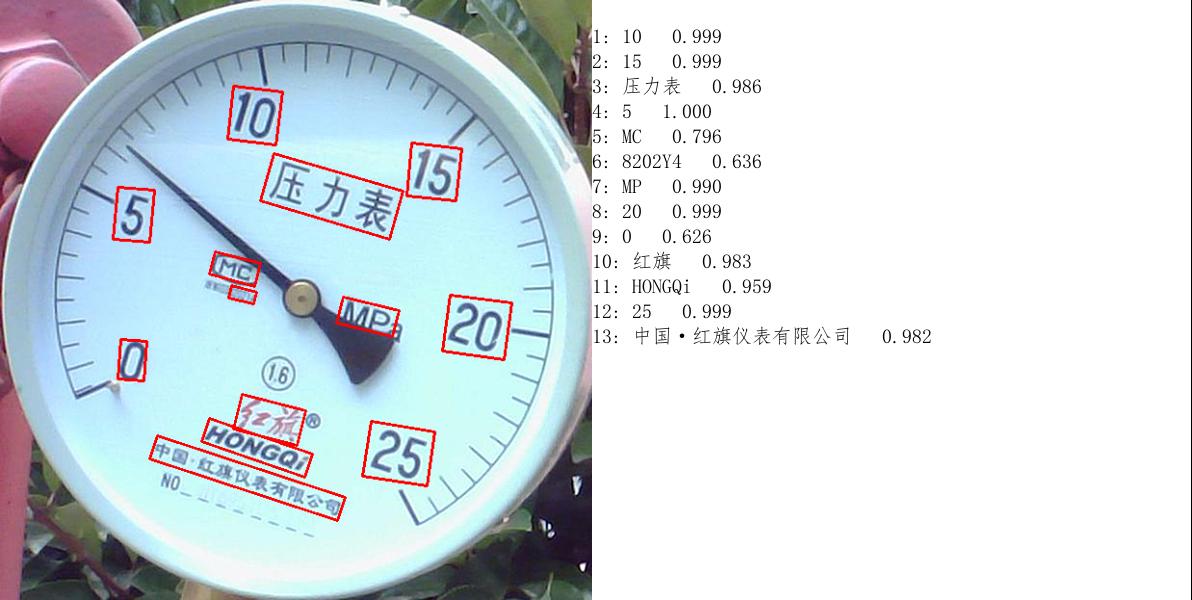 10
15
压力表
5
MC
MPa
20
0
1.6
红旗®
HONGQi
25
中国·红旗仪表有限公司
NO
1: 10 0.999
2: 15 0.999
3: 压力表 0.986
4: 5 1.000
5: MC 0.796
6: 8202Y4 0.636
7: MP 0.990
8: 20 0.999
9: 0 0.626
10: 红旗 0.983
11: HONGQi 0.959
12: 25 0.999
13: 中国·红旗仪表有限公司 0.982